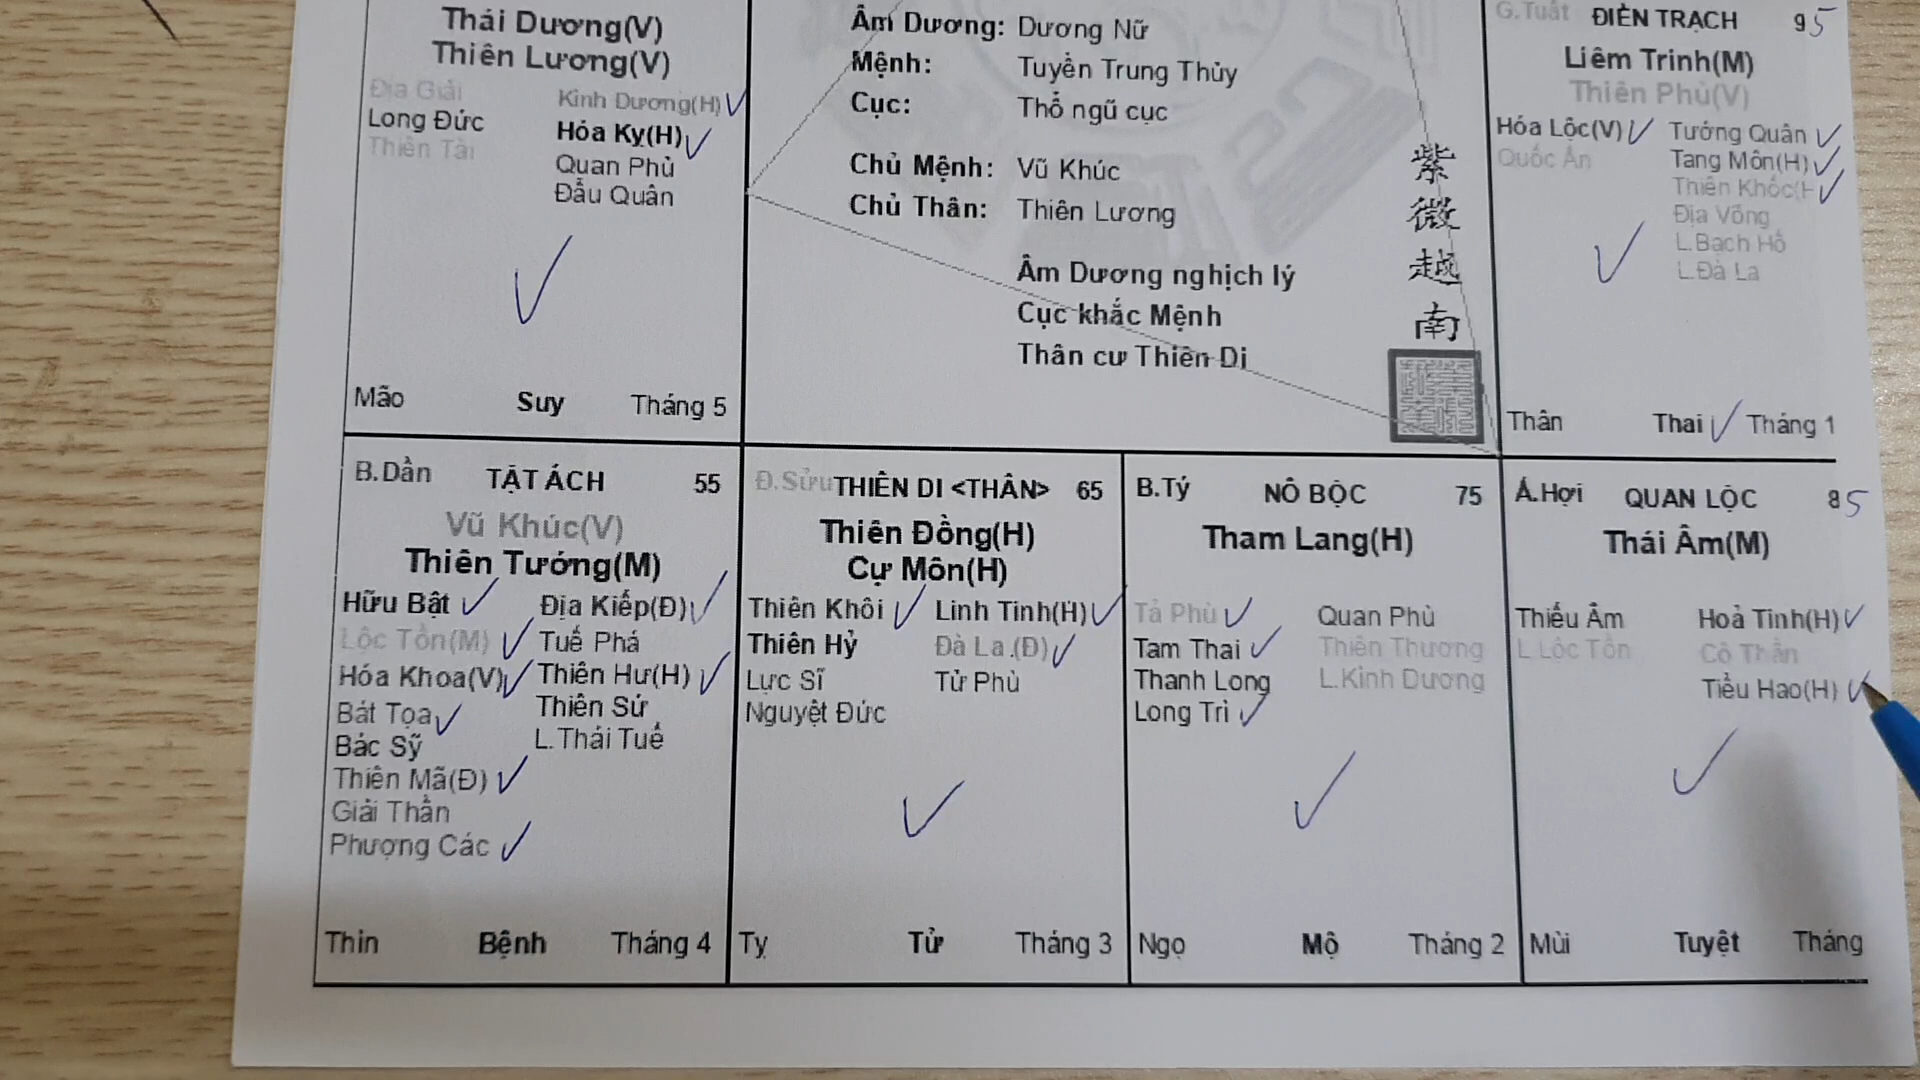 Thái Dương(V)
Thiên Lương(V)
Địa Giải
Long Đức
Thiên Tài
Kình Dương(H)
Hóa Kỵ(H)
Quan Phủ
Đẩu Quân
Mão Suy Tháng 5
Âm Dương: Dương Nữ
Mệnh: Tuyền Trung Thủy
Cục: Thổ ngũ cục
Chủ Mệnh: Vũ Khúc
Chủ Thân: Thiên Lương
Âm Dương nghịch lý
Cục khắc Mệnh
Thân cư Thiên Di
紫
微
越
南
G.Tuất ĐIỀN TRẠCH 95
Liêm Trinh(M)
Thiên Phủ(V)
Hóa Lộc(V)
Quốc Ấn
Tướng Quân
Tang Môn(H)
Thiên Khốc(H
Địa Võng
L.Bạch Hổ
L.Đà La
Thân Thai Tháng 1
B.Dần TẬT ÁCH 55
Vũ Khúc(V)
Thiên Tướng(M)
Hữu Bật
Lộc Tồn(M)
Hóa Khoa(V)
Bát Tọa
Bác Sỹ
Thiên Mã(Đ)
Giải Thần
Phượng Các
Địa Kiếp(Đ)
Tuế Phá
Thiên Hư(H)
Thiên Sứ
L.Thái Tuế
Thìn Bệnh Tháng 4
Đ.Sửu THIÊN DI <THÂN> 65
Thiên Đồng(H)
Cự Môn(H)
Thiên Khôi
Thiên Hỷ
Lực Sĩ
Nguyệt Đức
Linh Tinh(H)
Đà La.(Đ)
Tử Phù
Tỵ Tử Tháng 3
B.Tý NÔ BỘC 75
Tham Lang(H)
Tả Phù
Tam Thai
Thanh Long
Long Trì
Quan Phù
Thiên Thương
L.Kình Dương
Ngọ Mộ Tháng 2
Ấ.Hợi QUAN LỘC 85
Thái Âm(M)
Thiếu Âm
L.Lộc Tồn
Hoả Tinh(H)
Cô Thần
Tiểu Hao(H)
Mùi Tuyệt Tháng